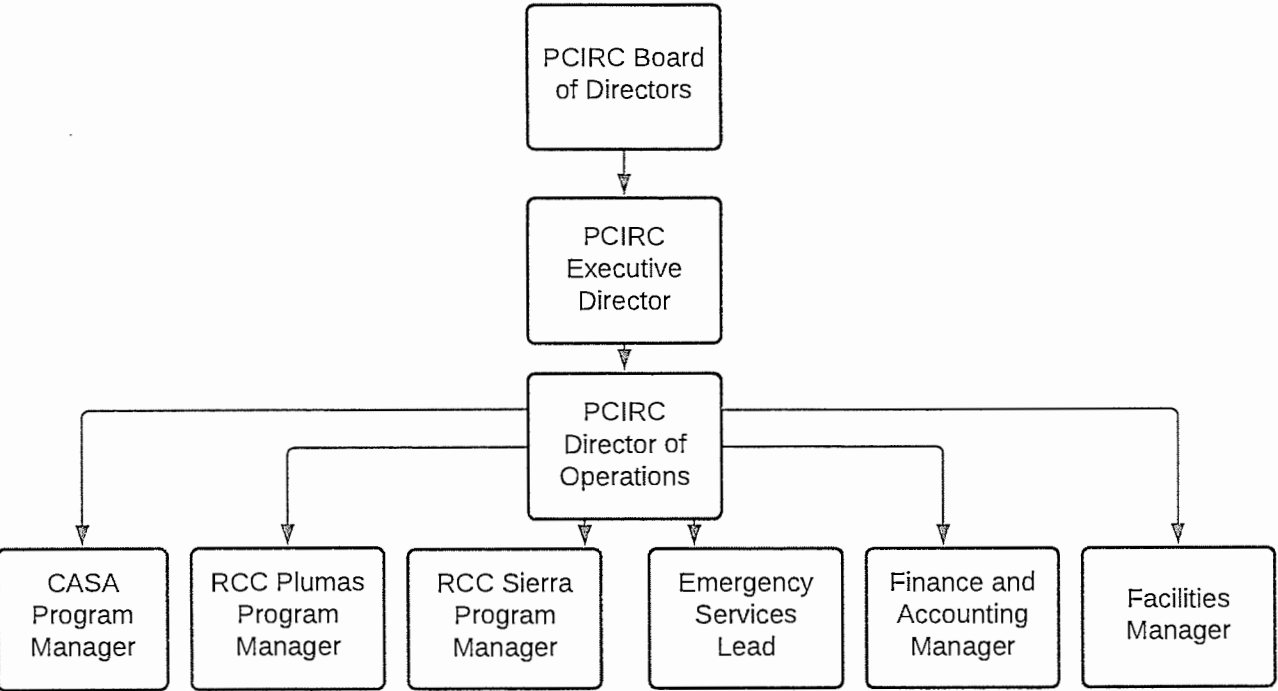 PCIRC Board
of Directors
PCIRC
Executive
Director
PCIRC
Director of
Operations
CASA
Program
Manager
RCC Plumas
Program
Manager
RCC Sierra
Program
Manager
Emergency
Services
Lead
Finance and
Accounting
Manager
Facilities
Manager